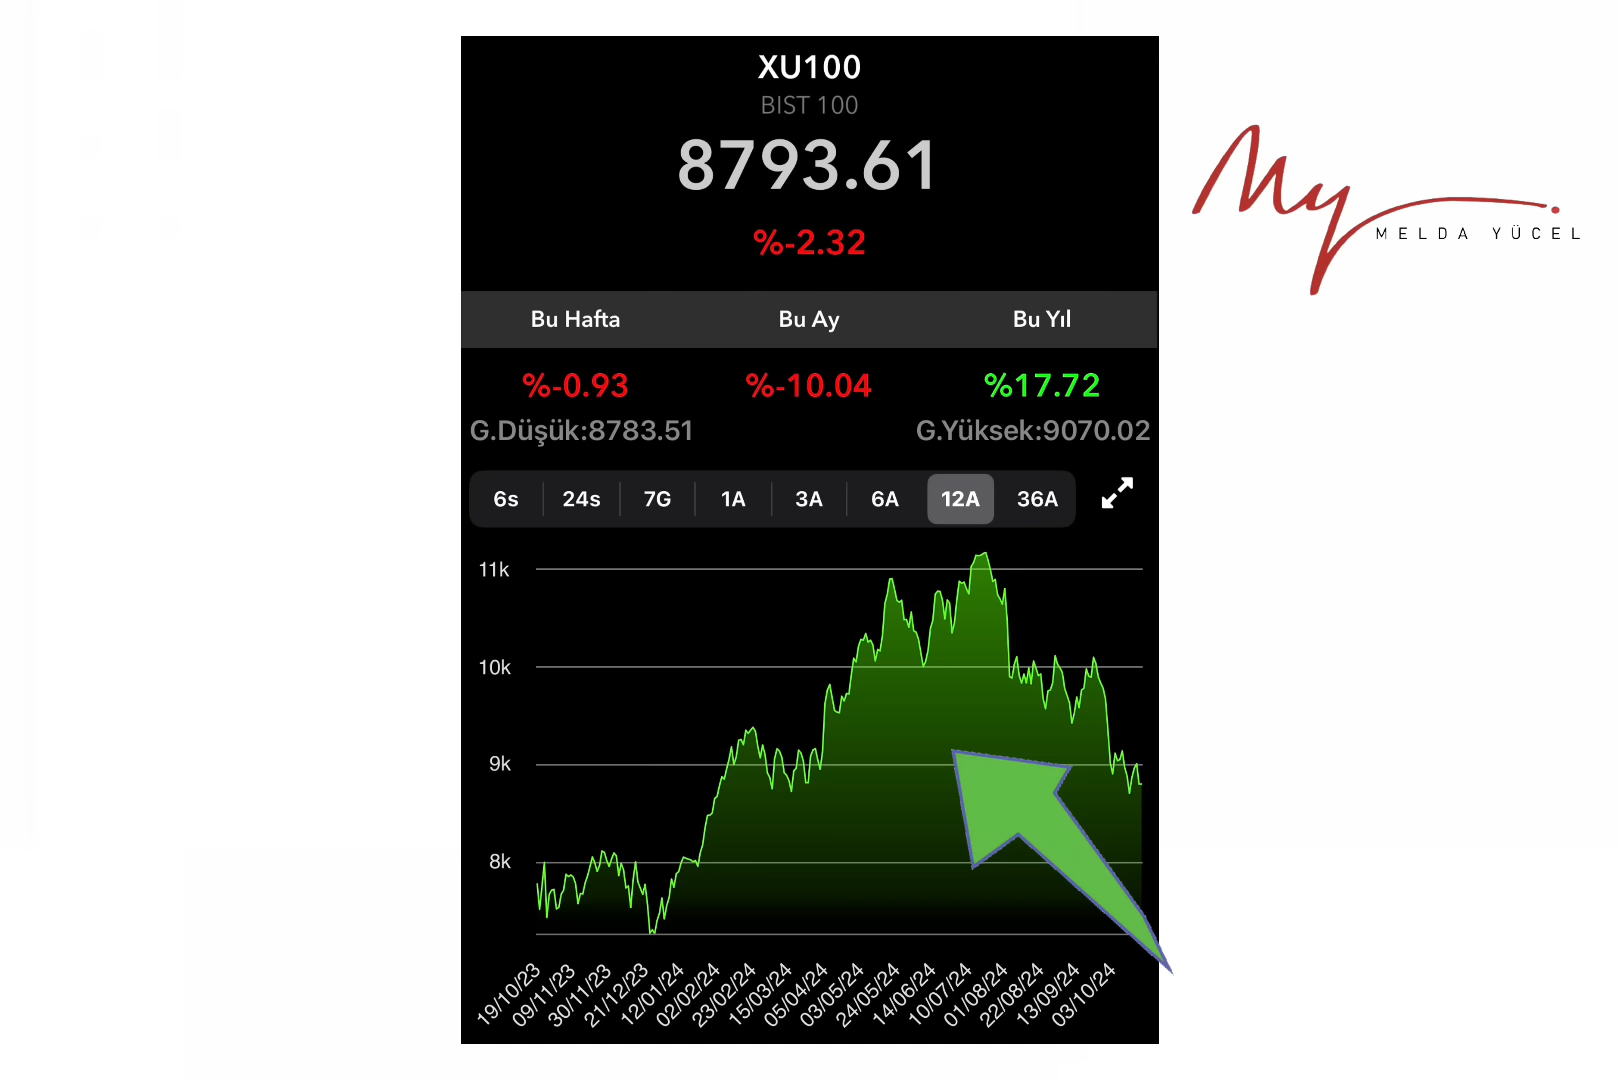 XU100
BIST 100
8793.61
%-2.32
Bu Hafta Bu Ay Bu Yıl
%-0.93 %-10.04 %17.72
G.Düşük:8783.51 G.Yüksek:9070.02
6s 24s 7G 1A 3A 6A 12A 36A
11k
10k
9k
8k
19/10/23 09/11/23 30/11/23 21/12/23 12/01/24 02/02/24 23/02/24 15/03/24 05/04/24 03/05/24 24/05/24 14/06/24 10/07/24 01/08/24 22/08/24 13/09/24 03/10/24
My
MELDA YÜCEL